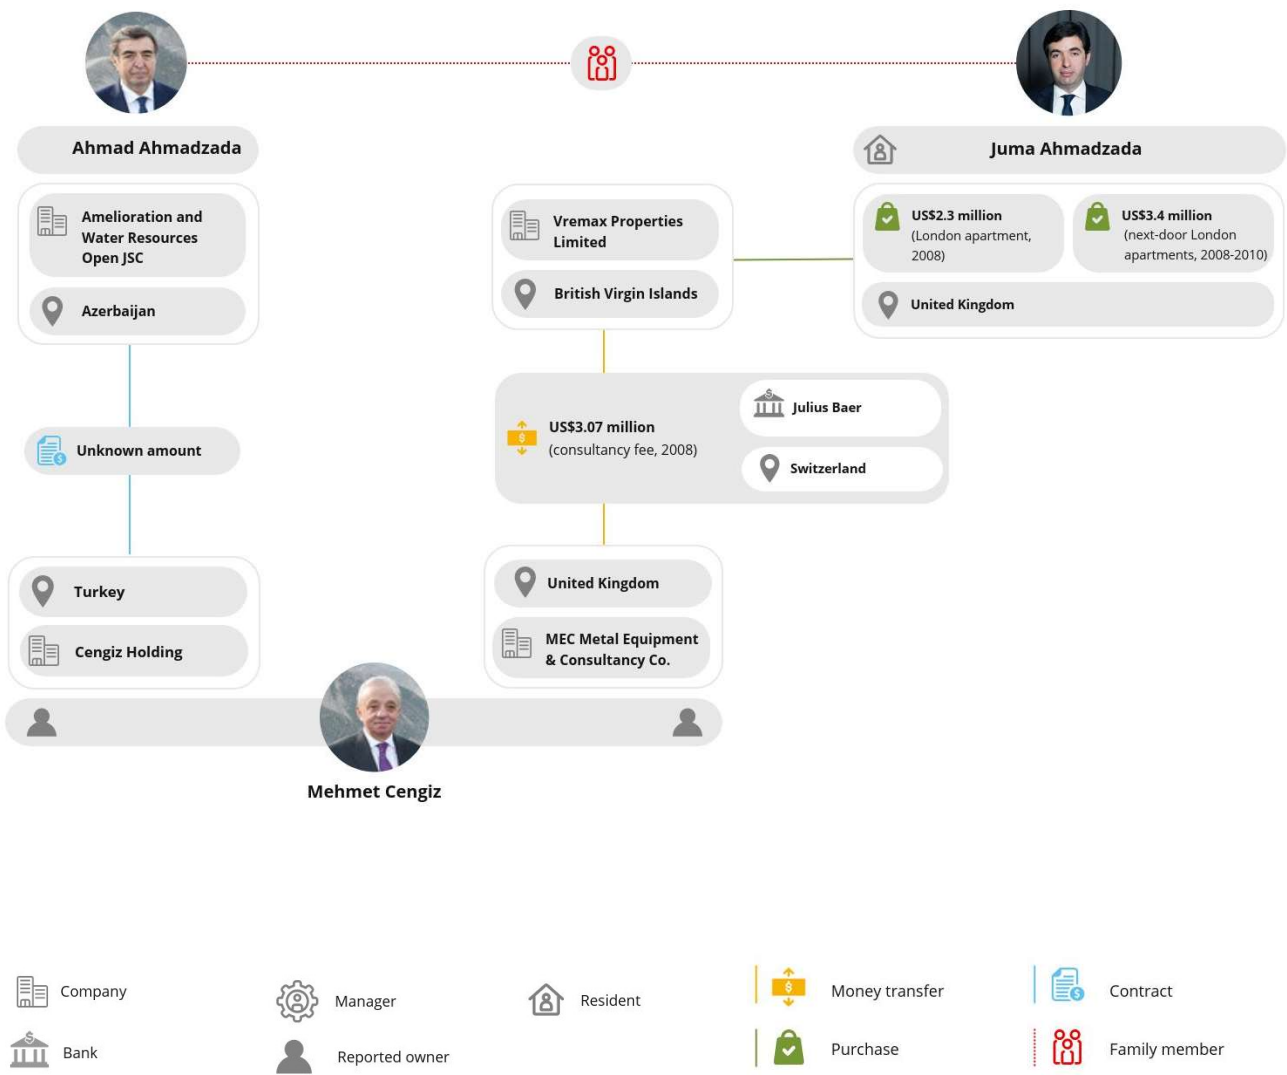 Ahmad Ahmadzada
Juma Ahmadzada
Amelioration and
Water Resources
Open JSC
Azerbaijan
Vremax Properties
Limited
British Virgin Islands
US$2.3 million
(London apartment,
2008)
US$3.4 million
(next-door London
apartments, 2008-2010)
United Kingdom
Unknown amount
US$3.07 million
(consultancy fee, 2008)
Julius Baer
Switzerland
Turkey
Cengiz Holding
United Kingdom
MEC Metal Equipment
& Consultancy Co.
Mehmet Cengiz
Company
Bank
Manager
Reported owner
Resident
Money transfer
Purchase
Contract
Family member